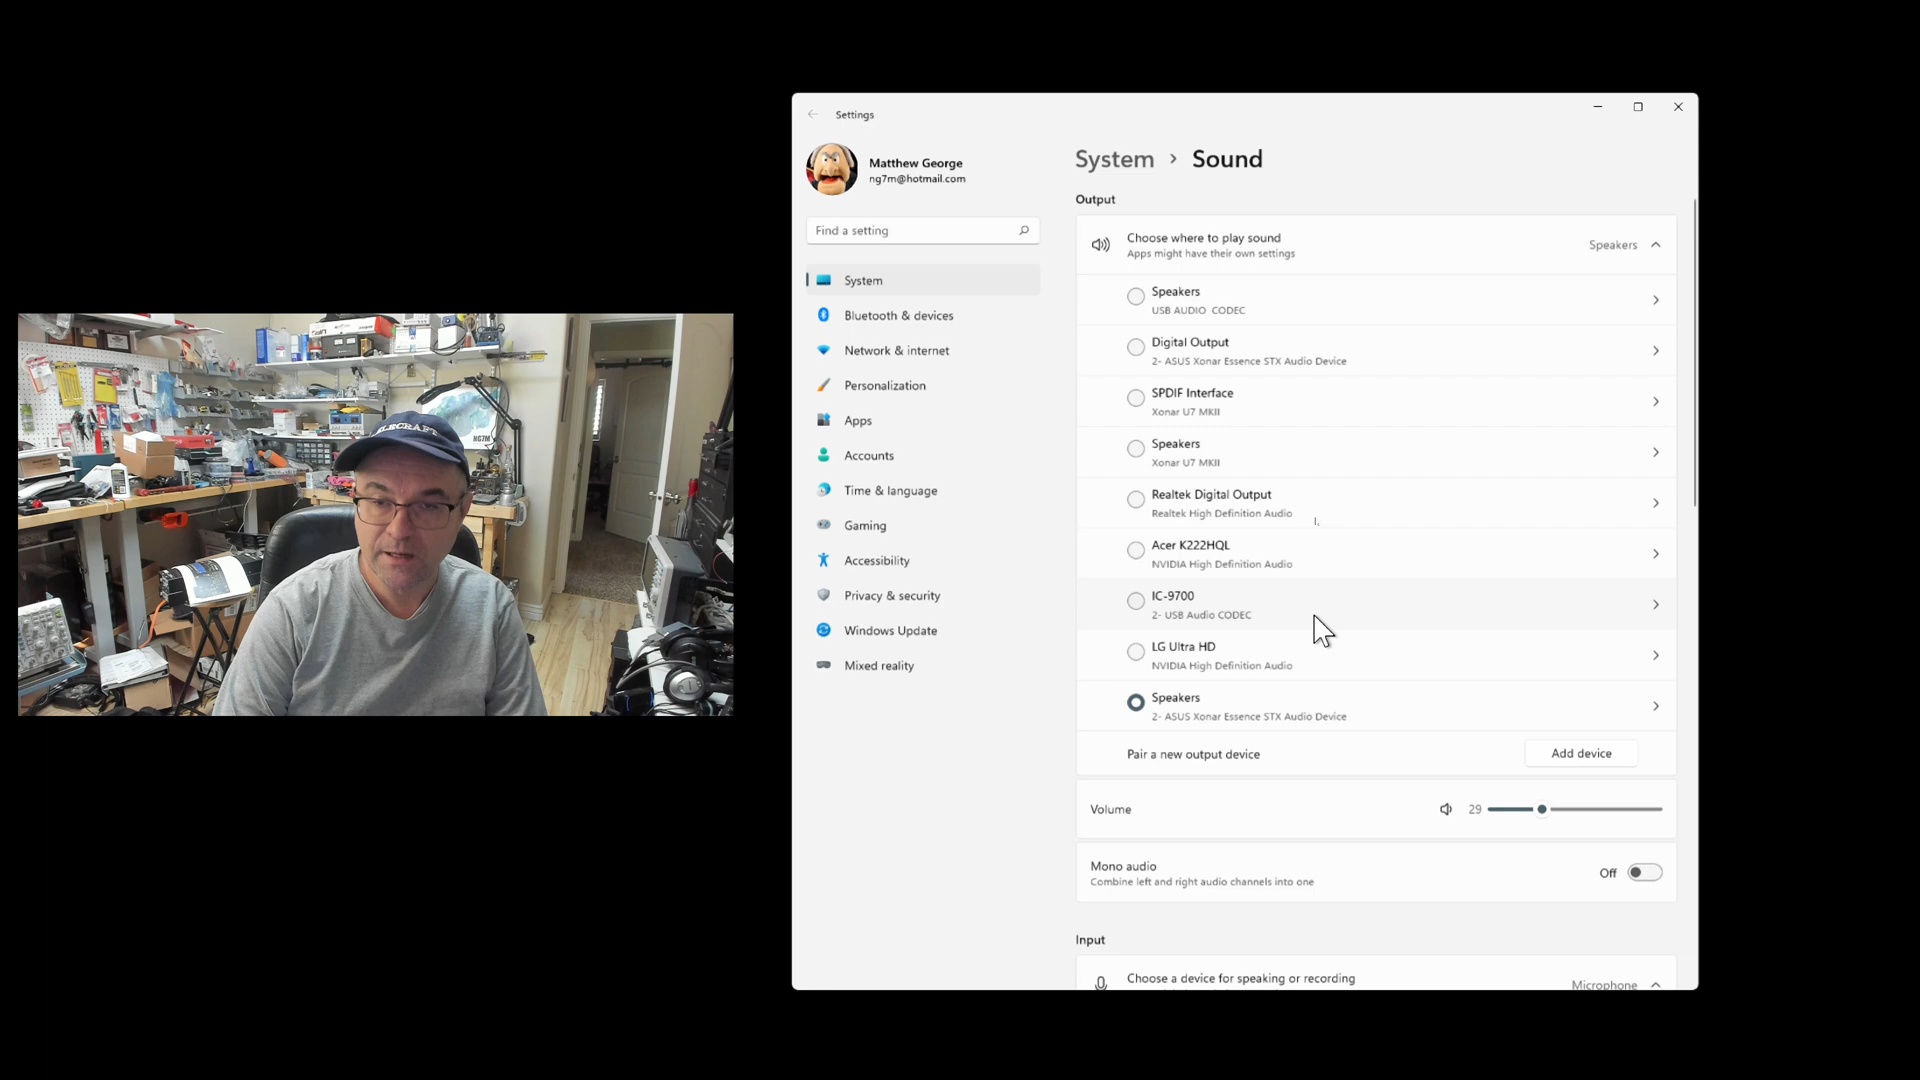 ELECRAFT
NG7M
Settings
Matthew George
ng7m@hotmail.com
Find a setting
System
Bluetooth & devices
Network & internet
Personalization
Apps
Accounts
Time & language
Gaming
Accessibility
Privacy & security
Windows Update
Mixed reality
System > Sound
Output
Choose where to play sound
Apps might have their own settings
Speakers
Speakers
USB AUDIO CODEC
Digital Output
2- ASUS Xonar Essence STX Audio Device
SPDIF Interface
Xonar U7 MKII
Speakers
Xonar U7 MKII
Realtek Digital Output
Realtek High Definition Audio
Acer K222HQL
NVIDIA High Definition Audio
IC-9700
2- USB Audio CODEC
LG Ultra HD
NVIDIA High Definition Audio
Speakers
2- ASUS Xonar Essence STX Audio Device
Pair a new output device
Add device
Volume
29
Mono audio
Combine left and right audio channels into one
Off
Input
Choose a device for speaking or recording
Microphone